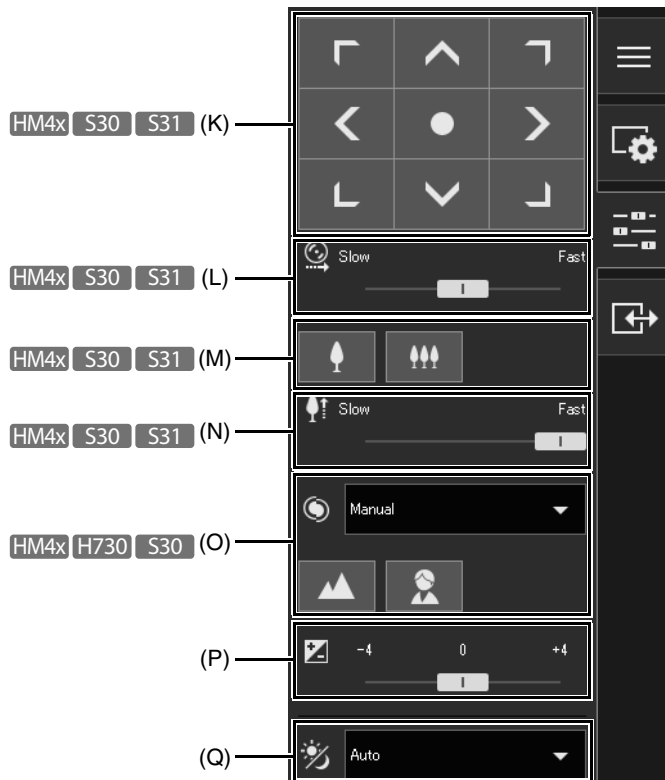 HM4x S30 S31 (K)
HM4x S30 S31 (L)
Slow Fast
HM4x S30 S31 (M)
HM4x S30 S31 (N)
Slow Fast
HM4x H730 S30 (O)
Manual
(P)
-4 0 +4
(Q)
Auto